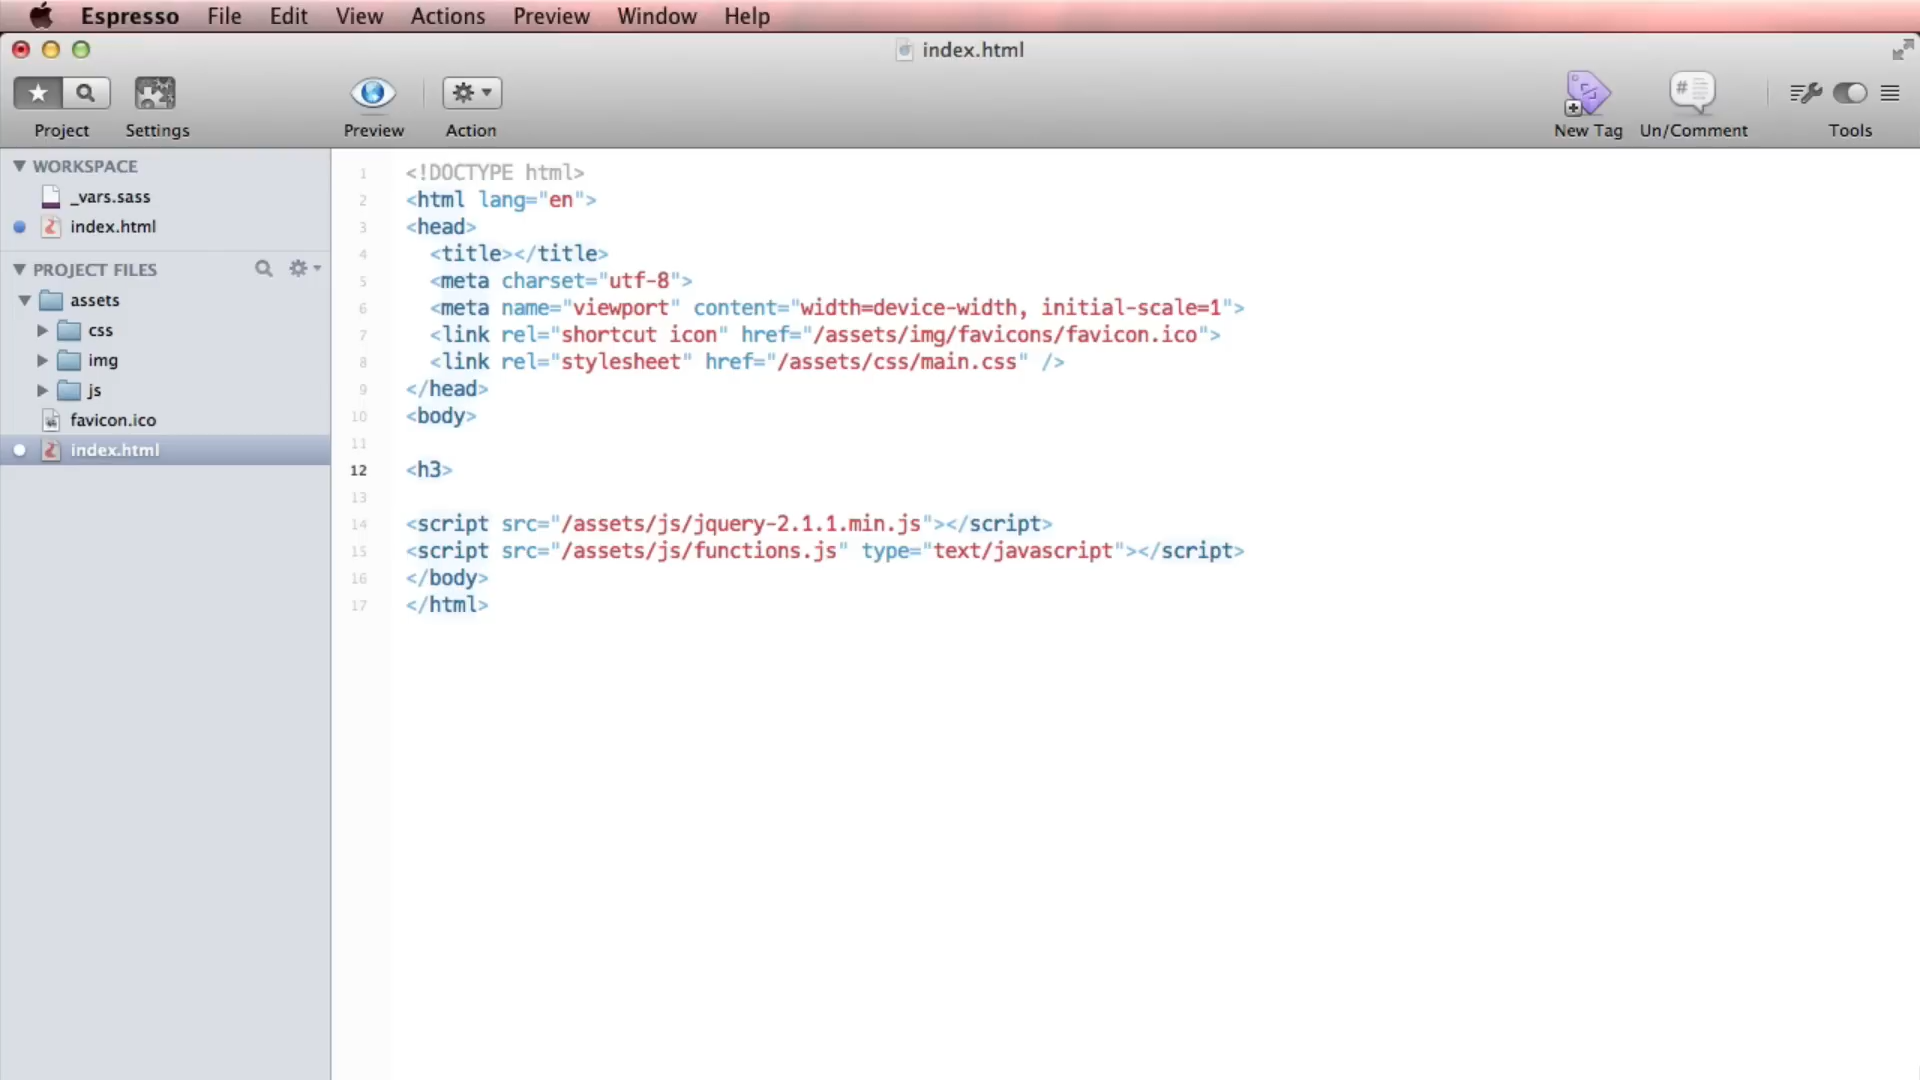 Espresso File Edit View Actions Preview Window Help
index.html
Project Settings Preview Action New Tag # Un/Comment Tools
WORKSPACE
_vars.sass
index.html
PROJECT FILES
assets
css
img
js
favicon.ico
index.html
1 <!DOCTYPE html>
2 <html lang="en">
3 <head>
4 <title></title>
5 <meta charset="utf-8">
6 <meta name="viewport" content="width=device-width, initial-scale=1">
7 <link rel="shortcut icon" href="/assets/img/favicons/favicon.ico">
8 <link rel="stylesheet" href="/assets/css/main.css" />
9 </head>
10 <body>
11
12 <h3>
13
14 <script src="/assets/js/jquery-2.1.1.min.js"></script>
15 <script src="/assets/js/functions.js" type="text/javascript"></script>
16 </body>
17 </html>